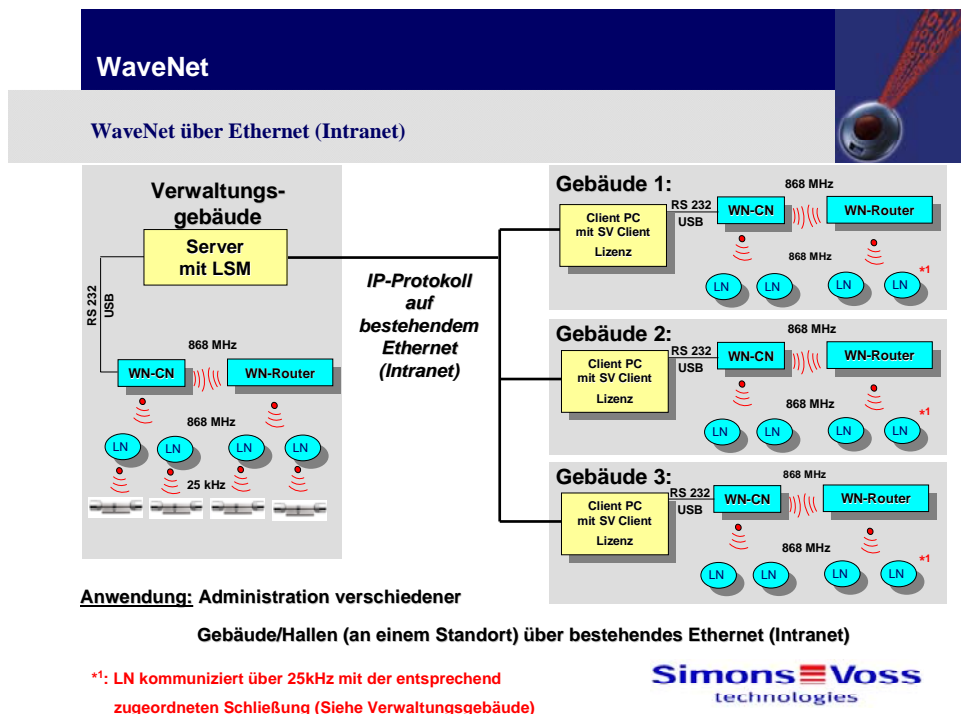 WaveNet
WaveNet über Ethernet (Intranet)
Verwaltungs-
gebäude
Server
mit LSM
RS 232
USB
868 MHz
WN-CN
WN-Router
868 MHz
LN
LN
LN
LN
25 kHz
IP-Protokoll
auf
bestehendem
Ethernet
(Intranet)
Gebäude 1:
Client PC
mit SV Client
Lizenz
RS 232
USB
WN-CN
868 MHz
WN-Router
868 MHz
LN
LN
LN
LN
*1
Gebäude 2:
Client PC
mit SV Client
Lizenz
RS 232
USB
WN-CN
868 MHz
WN-Router
868 MHz
LN
LN
LN
LN
*1
Gebäude 3:
Client PC
mit SV Client
Lizenz
RS 232
USB
WN-CN
868 MHz
WN-Router
868 MHz
LN
LN
LN
LN
*1
Anwendung: Administration verschiedener
Gebäude/Hallen (an einem Standort) über bestehendes Ethernet (Intranet)
*1: LN kommuniziert über 25kHz mit der entsprechend
zugeordneten Schließung (Siehe Verwaltungsgebäude)
Simons Voss
technologies